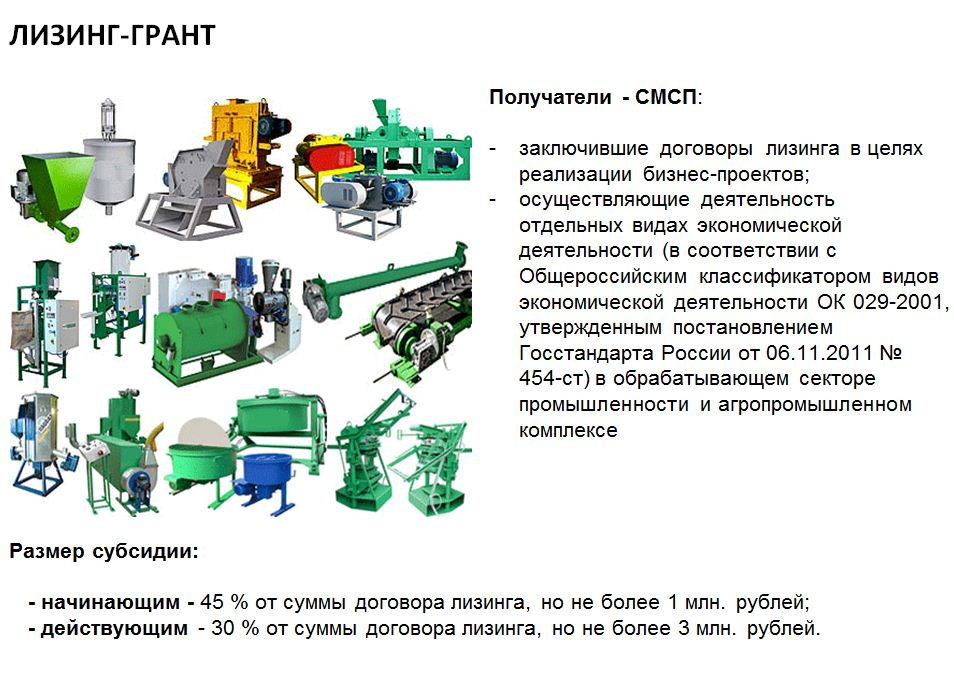 ЛИЗИНГ-ГРАНТ
Получатели - СМСП:
- заключившие договоры лизинга в целях
реализации бизнес-проектов;
- осуществляющие деятельность
отдельных видах экономической
деятельности (в соответствии с
Общероссийским классификатором видов
экономической деятельности ОК 029-2001,
утвержденным постановлением
Госстандарта России от 06.11.2011 №
454-ст) в обрабатывающем секторе
промышленности и агропромышленном
комплексе
Размер субсидии:
- начинающим - 45 % от суммы договора лизинга, но не более 1 млн. рублей;
- действующим - 30 % от суммы договора лизинга, но не более 3 млн. рублей.